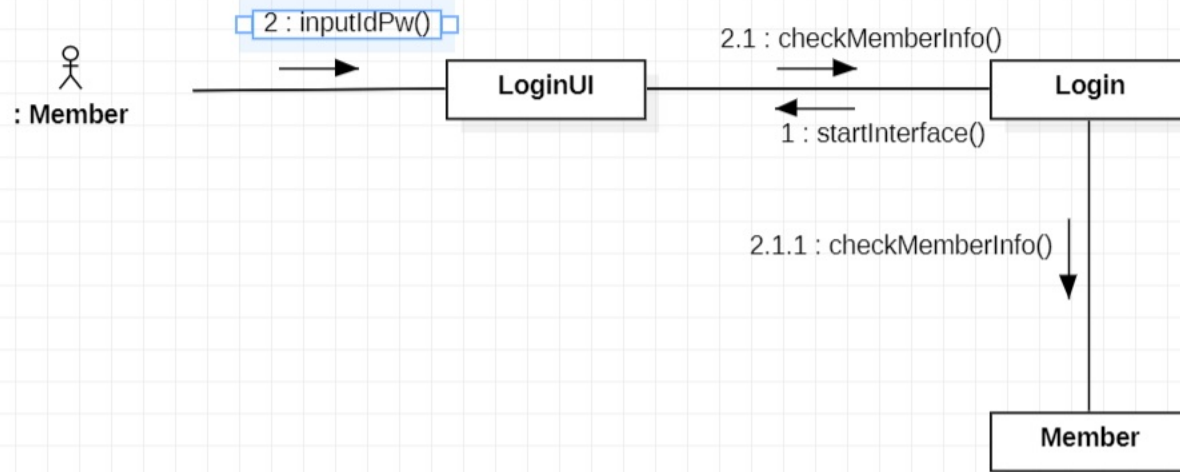 2 : inputIdPw()
: Member
LoginUI
2.1 : checkMemberInfo()
1 : startInterface()
Login
2.1.1 : checkMemberInfo()
Member